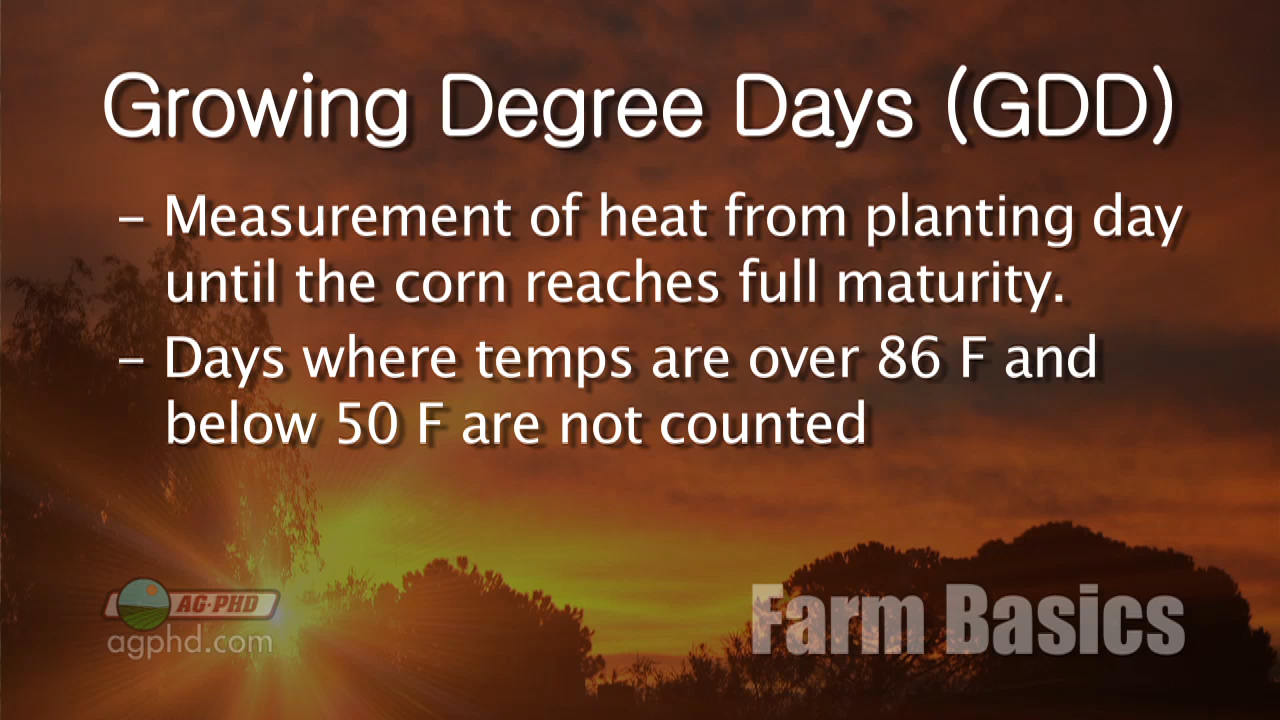 Growing Degree Days (GDD)
– Measurement of heat from planting day
until the corn reaches full maturity.
– Days where temps are over 86 F and
below 50 F are not counted
AG·PHD
agphd.com
Farm Basics